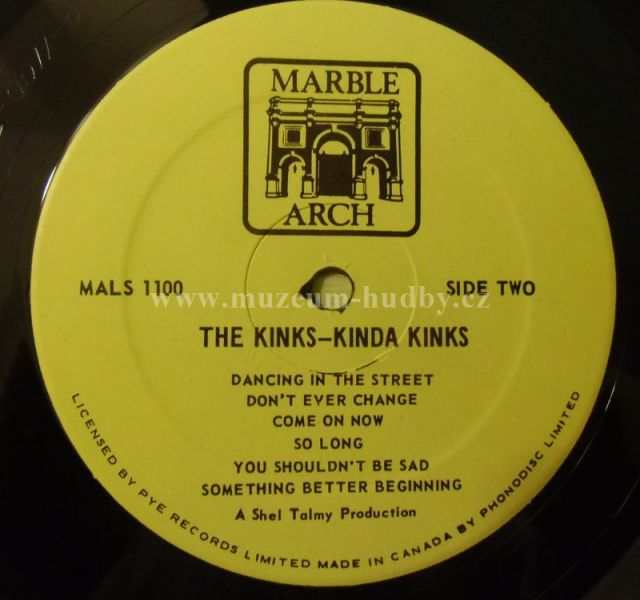 MARBLE
ARCH
MALS 1100
SIDE TWO
www.muzeum-hudby.cz
THE KINKS-KINDA KINKS
DANCING IN THE STREET
DON'T EVER CHANGE
COME ON NOW
SO LONG
YOU SHOULDN'T BE SAD
SOMETHING BETTER BEGINNING
A Shel Talmy Production
LICENSED BY PYE RECORDS LIMITED MADE IN CANADA BY PHONODISC LIMITED